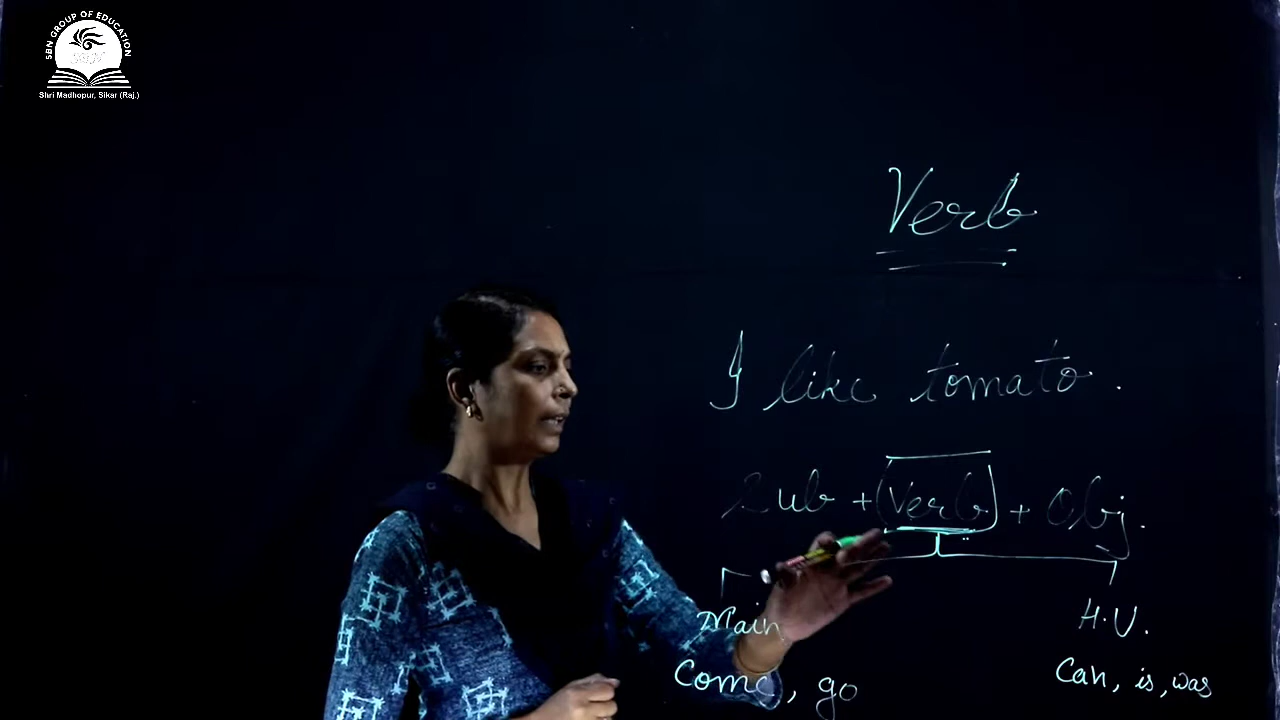 SBN GROUP OF EDUCATION
Shri Madhopur, Sikar (Raj.)
Verb
I like tomato.
Sub + (Verb) + Obj.
Main H.V.
Come, go Can, is, was